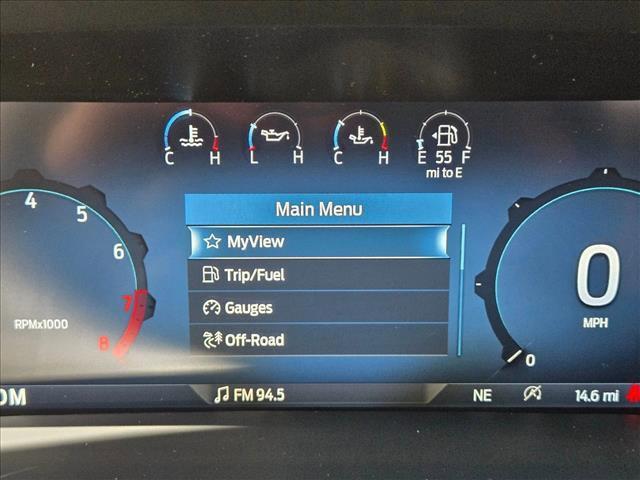 C H
L H
C H
E 55 F
mi to E
4
5
6
7
8
RPMx1000
Main Menu
MyView
Trip/Fuel
Gauges
Off-Road
0
MPH
0
OM
FM 94.5
NE
14.6 mi